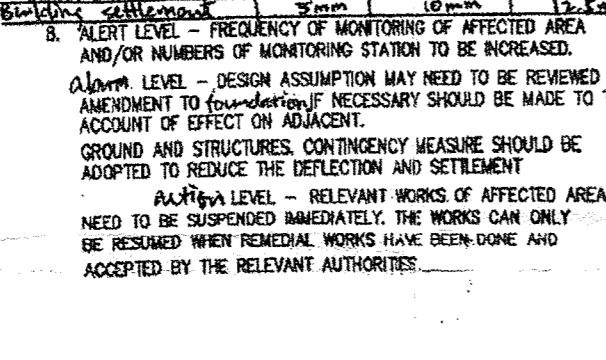 Building settlement | 5mm | 10mm | 12.5m
8. ALERT LEVEL – FREQUENCY OF MONITORING OF AFFECTED AREA
AND/OR NUMBERS OF MONITORING STATION TO BE INCREASED.
alarm LEVEL – DESIGN ASSUMPTION MAY NEED TO BE REVIEWED
AMENDMENT TO foundation IF NECESSARY SHOULD BE MADE TO
ACCOUNT OF EFFECT ON ADJACENT.
GROUND AND STRUCTURES. CONTINGENCY MEASURE SHOULD BE
ADOPTED TO REDUCE THE DEFLECTION AND SETTLEMENT
Action LEVEL – RELEVANT WORKS OF AFFECTED AREA
NEED TO BE SUSPENDED IMMEDIATELY. THE WORKS CAN ONLY
BE RESUMED WHEN REMEDIAL WORKS HAVE BEEN DONE AND
ACCEPTED BY THE RELEVANT AUTHORITIES.